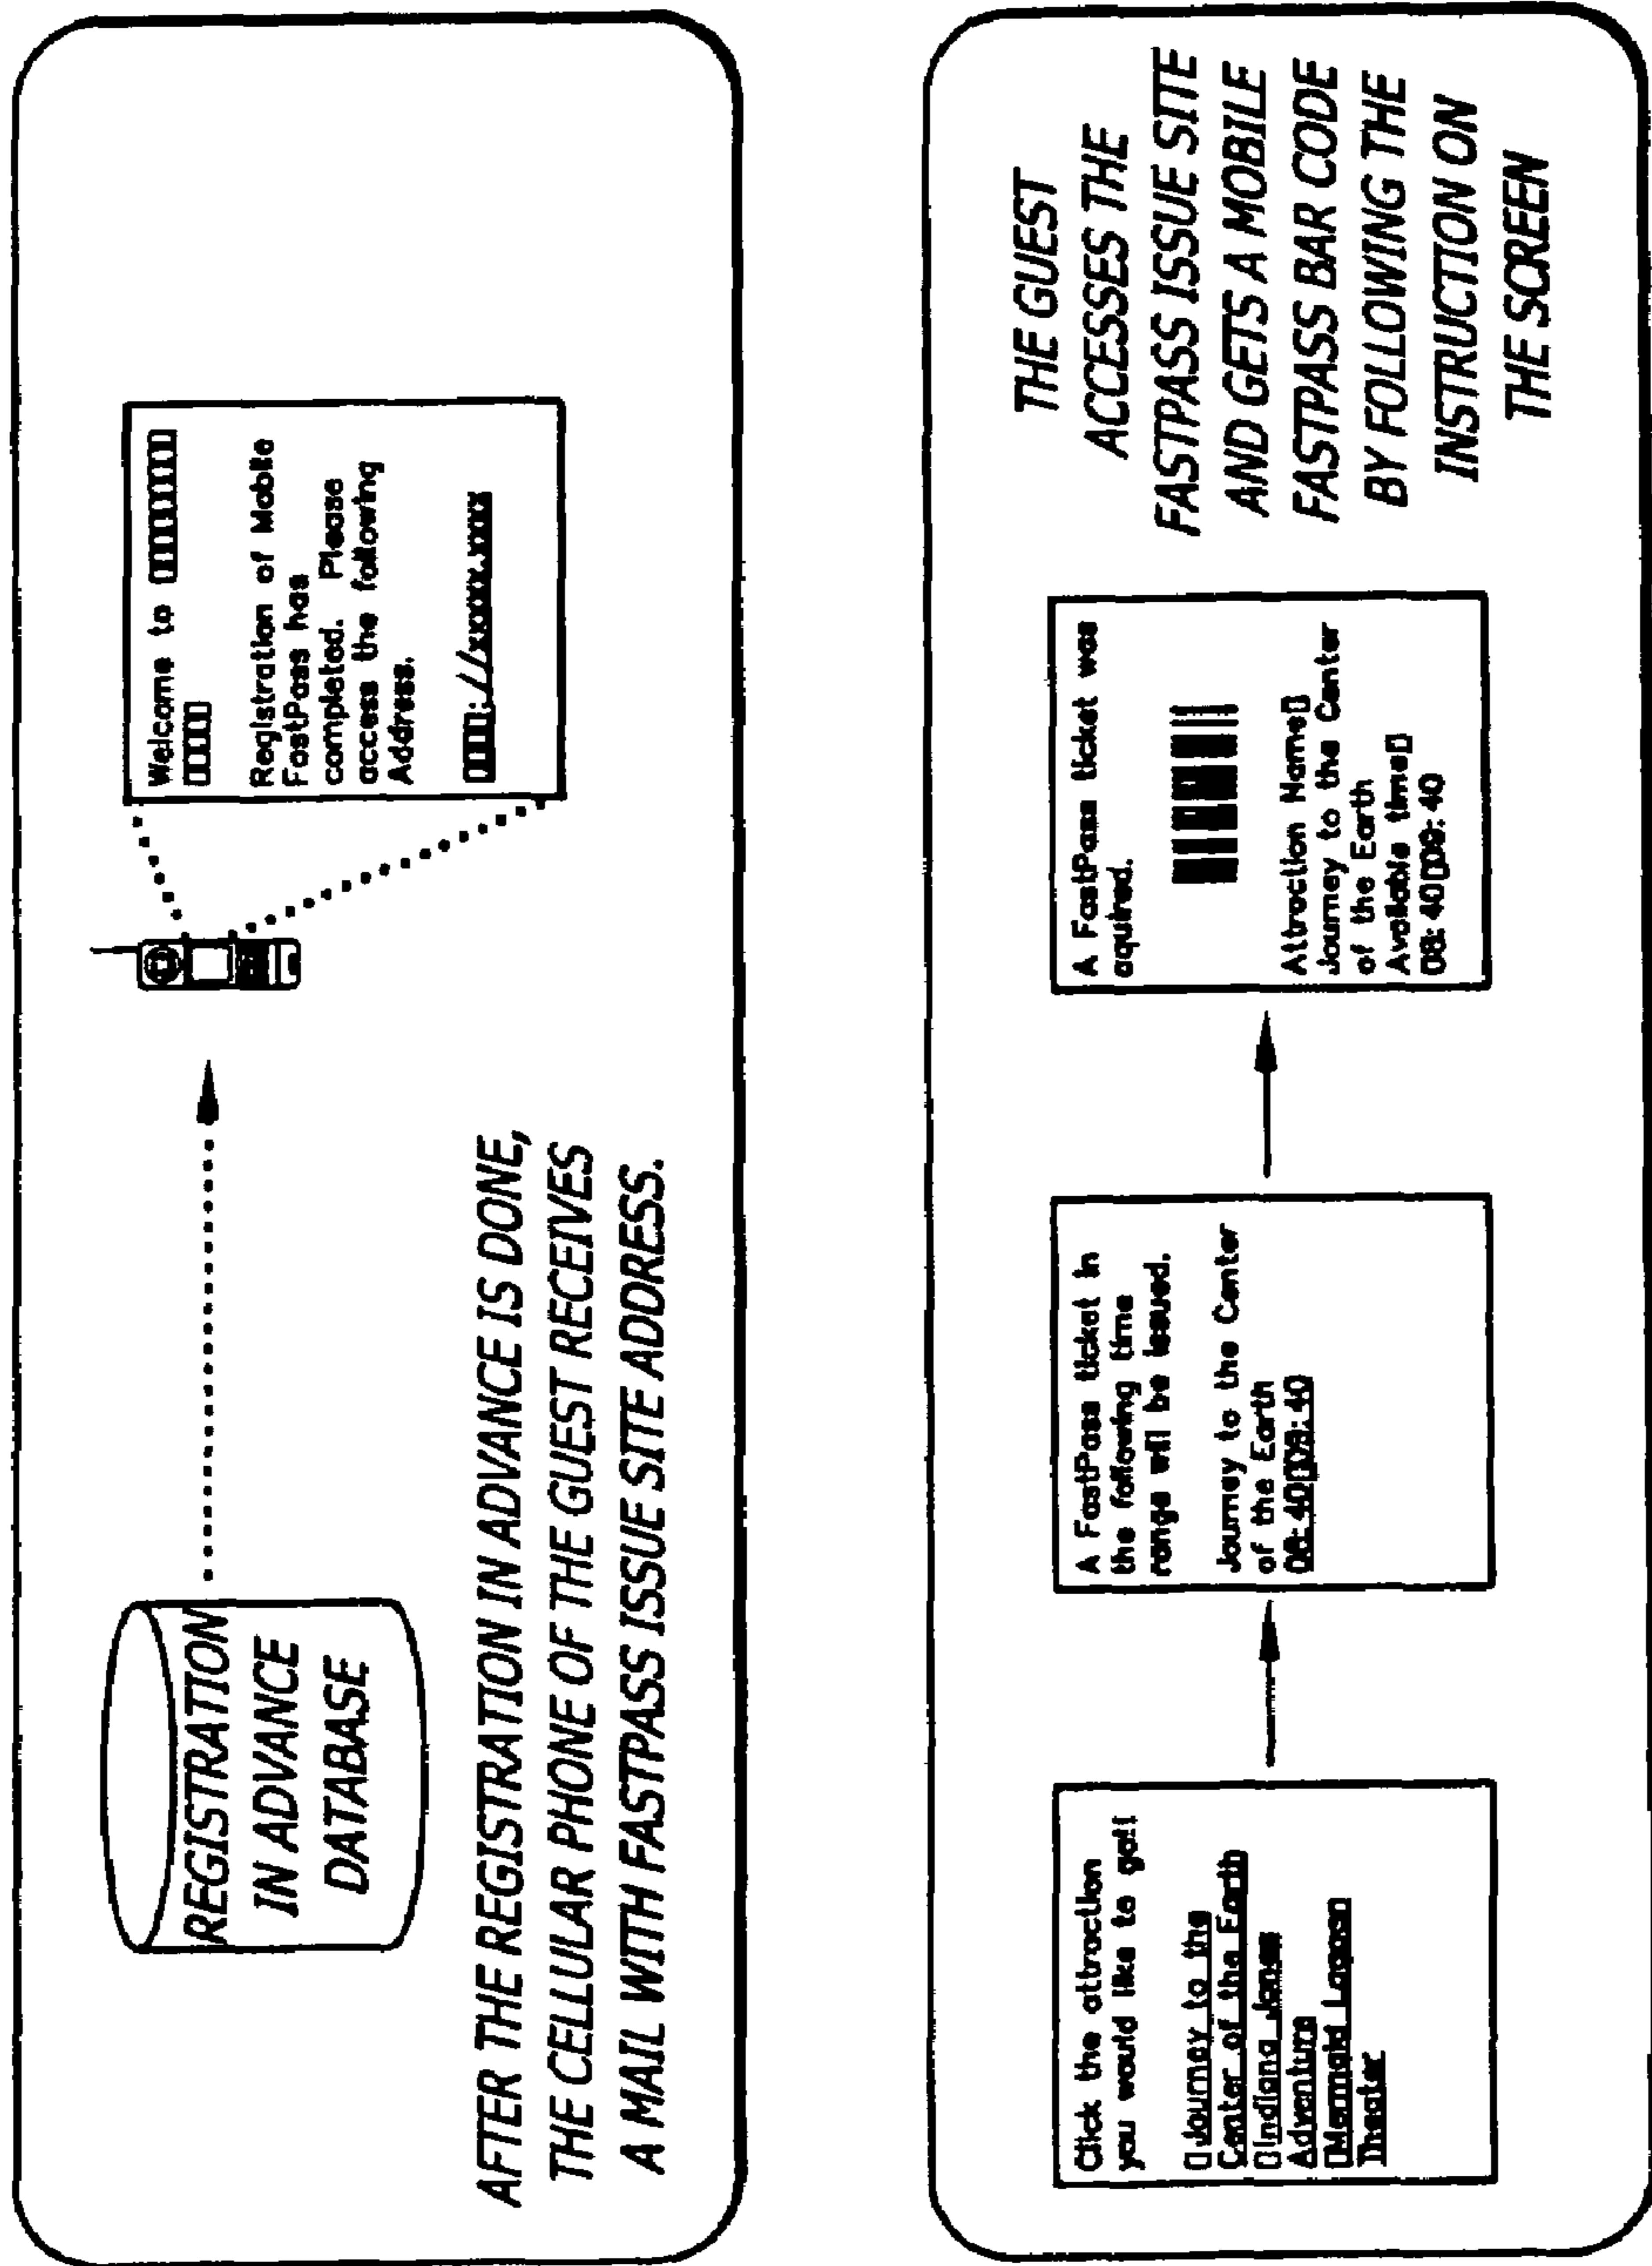 REGISTRATION
IN ADVANCE
DATABASE
Welcome to
Registration of Mobile
FastPass has
completed. Please
access the following
Address.
://xxxx.xxxx
AFTER THE REGISTRATION IN ADVANCE IS DONE,
THE CELLULAR PHONE OF THE GUEST RECEIVES
A MAIL WITH FASTPASS ISSUE SITE ADDRESS.
Click the attraction
you would like to go!!
▯Journey to the
Center of the Earth
▯Indiana Jones
Adventure
▯Mermaid Lagoon
Theater
A FastPass ticket in
the following time
range will be issued.
Journey to the Center
of the Earth
08:40▯09:40
A FastPass ticket was
aquired.
Attraction Name▯
Journey to the Center
of the Earth
Available time▯
08:40▯09:40
THE GUEST
ACCESSES THE
FASTPASS ISSUE SITE
AND GETS A MOBILE
FASTPASS BAR CODE
BY FOLLOWING THE
INSTRUCTION ON
THE SCREEN